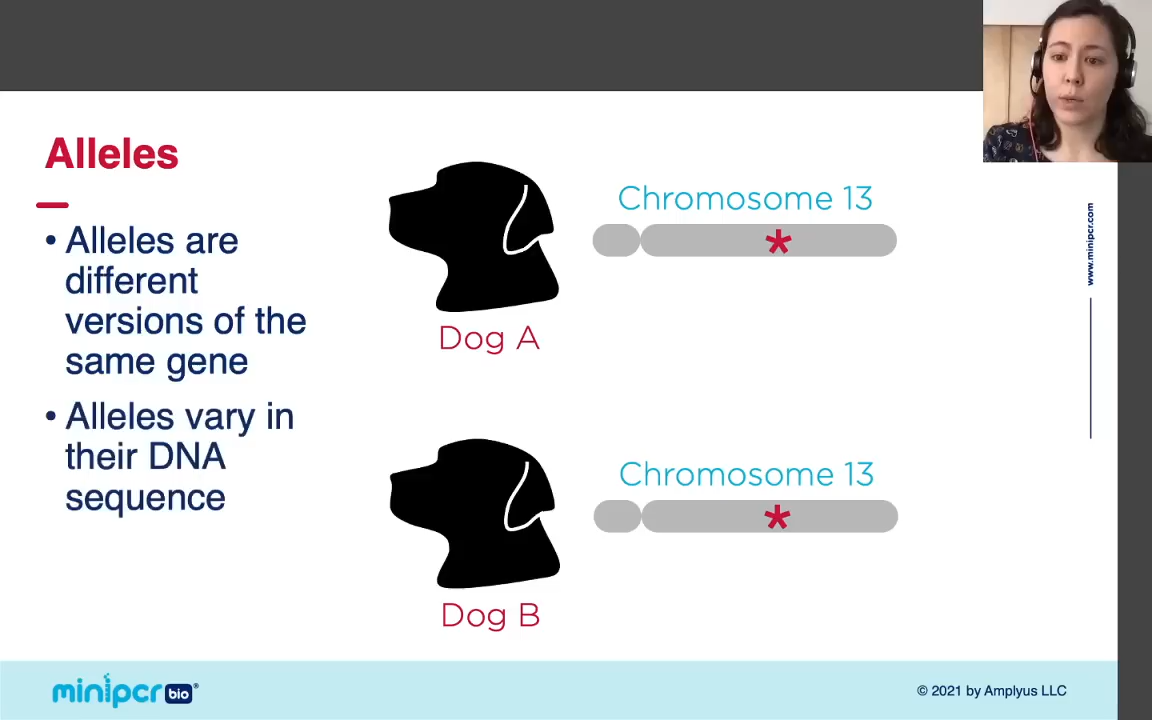 Alleles
• Alleles are
different
versions of the
same gene
• Alleles vary in
their DNA
sequence
Chromosome 13
*
Dog A
Chromosome 13
*
Dog B
www.minipcr.com
minipcr bio®
© 2021 by Amplyus LLC